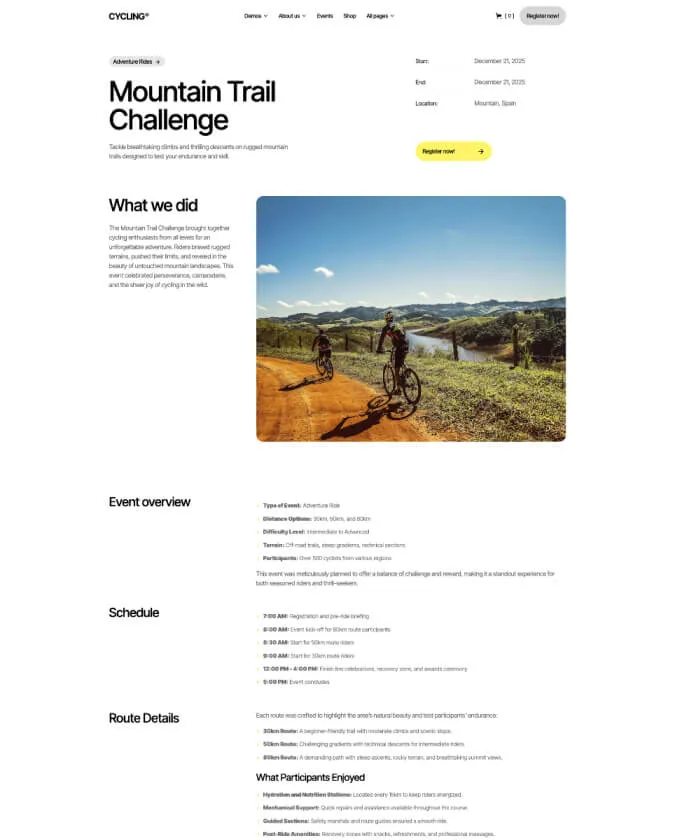 CYCLING®
Demos
About us
Events
Shop
All pages
( 0 )
Register now!
Adventure Rides →
Mountain Trail
Challenge
Tackle breathtaking climbs and thrilling descents on rugged mountain
trails designed to test your endurance and skill.
Start: December 21, 2025
End: December 21, 2025
Location: Mountain, Spain
Register now! →
What we did
The Mountain Trail Challenge brought together
cycling enthusiasts from all levels for an
unforgettable adventure. Riders braved rugged
terrains, pushed their limits, and reveled in the
beauty of untouched mountain landscapes. This
event celebrated perseverance, camaraderie,
and the sheer joy of cycling in the wild.
Event overview
Type of Event: Adventure Ride
Distance Options: 30km, 50km, and 80km
Difficulty Level: Intermediate to Advanced
Terrain: Off-road trails, steep gradients, technical sections
Participants: Over 500 cyclists from various regions
This event was meticulously planned to offer a balance of challenge and reward, making it a standout experience for
both seasoned riders and thrill-seekers.
Schedule
7:00 AM: Registration and pre-ride briefing
8:00 AM: Event kick-off for 80km route participants
8:30 AM: Start for 50km route riders
9:00 AM: Start for 30km route riders
12:00 PM - 4:00 PM: Finish line celebrations, recovery zone, and awards ceremony
5:00 PM: Event concludes
Route Details
Each route was crafted to highlight the area's natural beauty and test participants' endurance:
30km Route: A beginner-friendly trail with moderate climbs and scenic stops.
50km Route: Challenging gradients with technical descents for intermediate riders.
80km Route: A demanding path with steep ascents, rocky terrain, and breathtaking summit views.
What Participants Enjoyed
Hydration and Nutrition Stations: Located every 15km to keep riders energized.
Mechanical Support: Quick repairs and assistance available throughout the course.
Guided Sections: Safety marshals and route guides ensured a smooth ride.
Post-Ride Amenities: Recovery zones with snacks, refreshments, and professional massages.